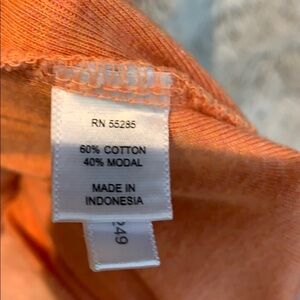 RN 55285
60% COTTON
40% MODAL
MADE IN
INDONESIA
249